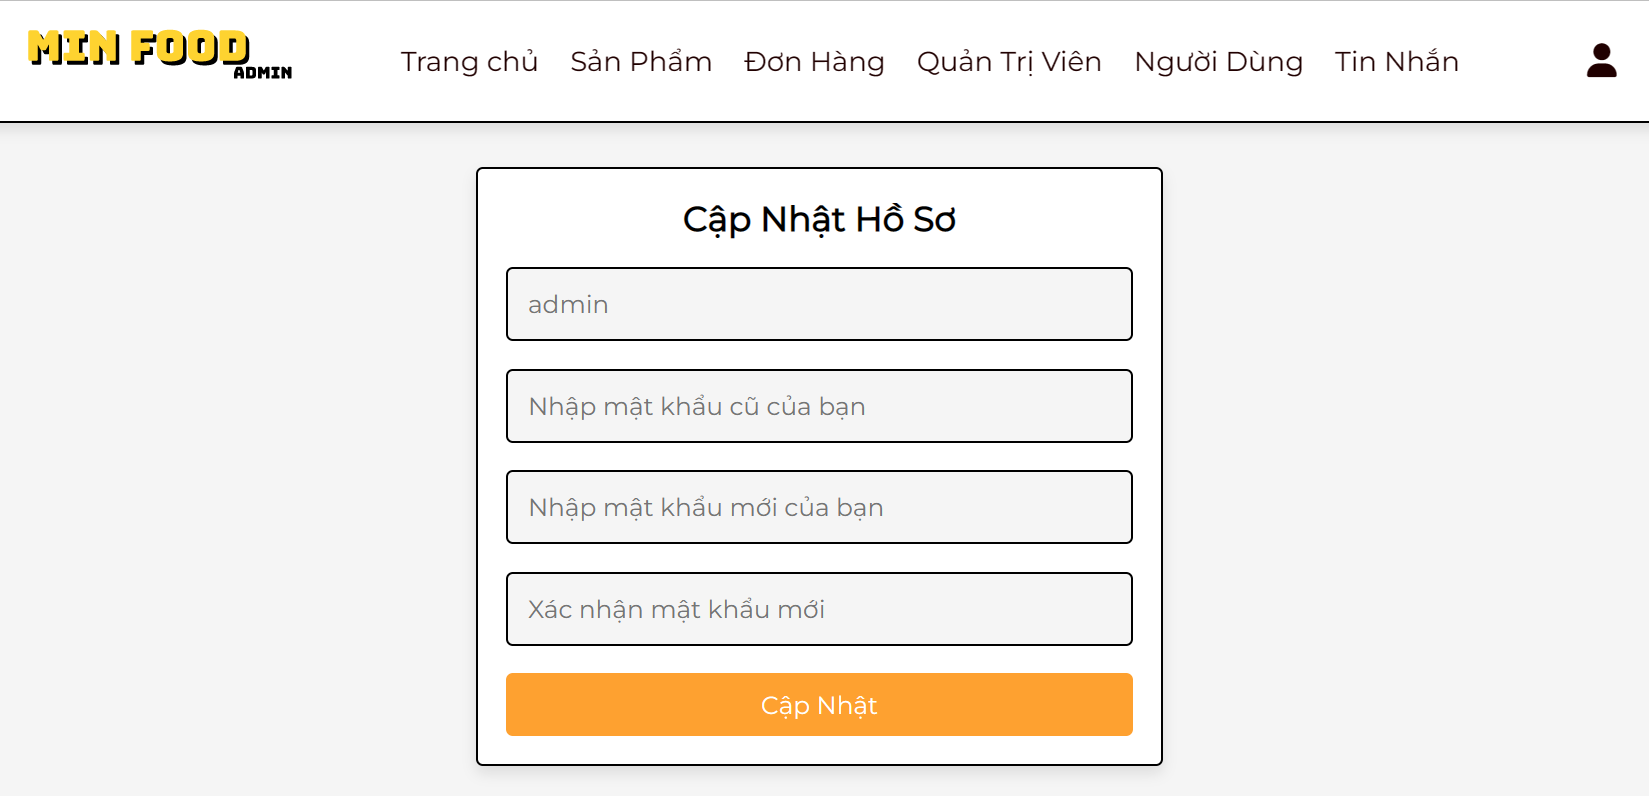 MIN FOOD
ADMIN
Trang chủ Sản Phẩm Đơn Hàng Quản Trị Viên Người Dùng Tin Nhắn
Cập Nhật Hồ Sơ
admin
Nhập mật khẩu cũ của bạn
Nhập mật khẩu mới của bạn
Xác nhận mật khẩu mới
Cập Nhật